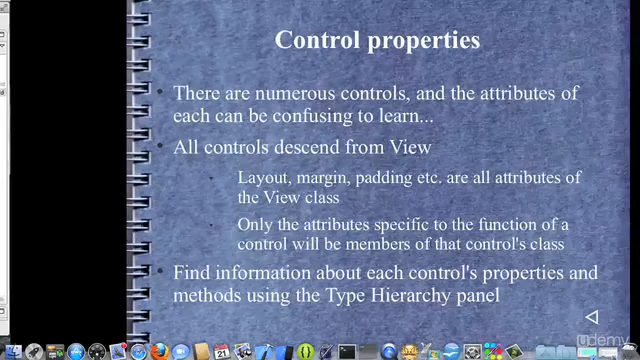 Control properties
There are numerous controls, and the attributes of
each can be confusing to learn...
All controls descend from View
Layout, margin, padding etc. are all attributes of
the View class
Only the attributes specific to the function of a
control will be members of that control's class
Find information about each control's properties and
methods using the Type Hierarchy panel
21
udemy